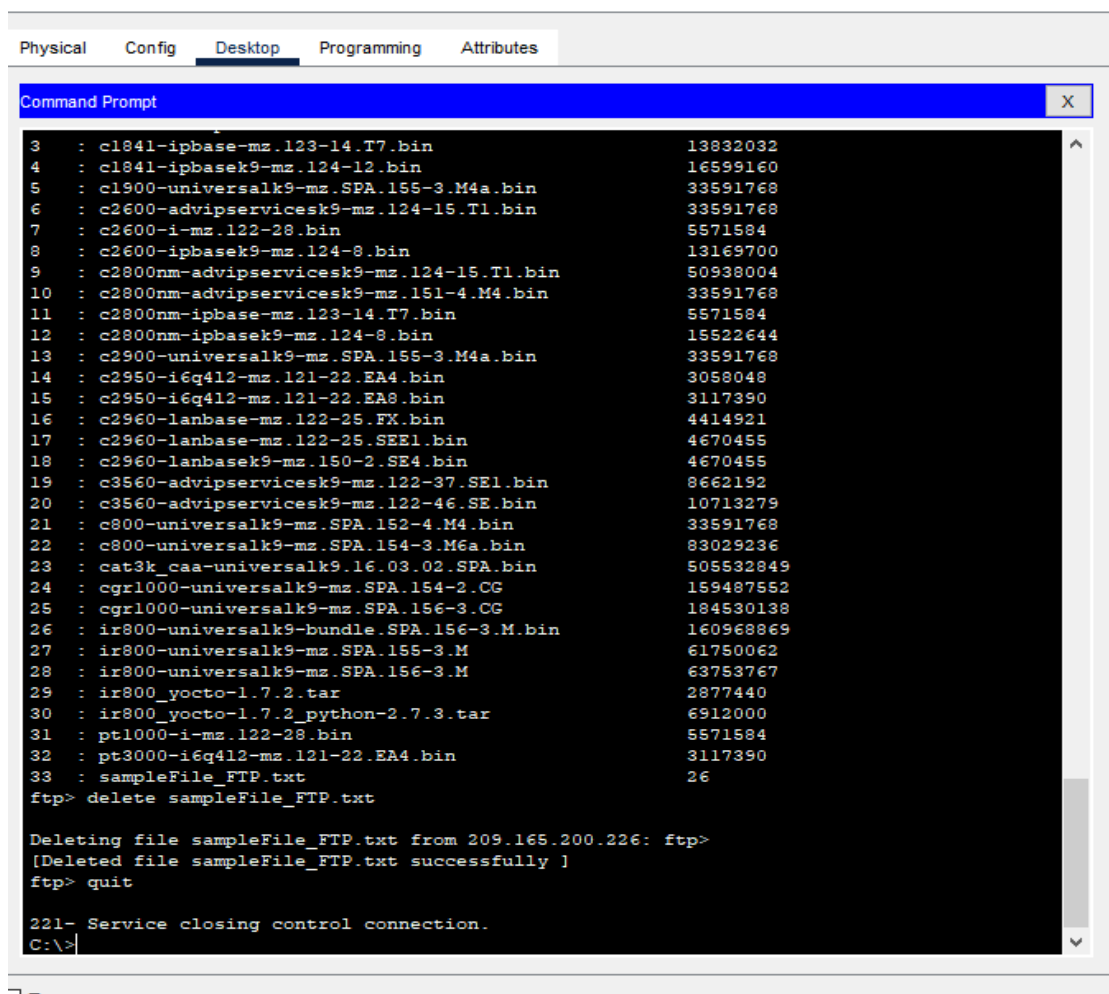 Physical Config Desktop Programming Attributes
Command Prompt X
3 : c1841-ipbase-mz.123-14.T7.bin 13832032
4 : c1841-ipbasek9-mz.124-12.bin 16599160
5 : c1900-universalk9-mz.SPA.155-3.M4a.bin 33591768
6 : c2600-advipservicesk9-mz.124-15.T1.bin 33591768
7 : c2600-i-mz.122-28.bin 5571584
8 : c2600-ipbasek9-mz.124-8.bin 13169700
9 : c2800nm-advipservicesk9-mz.124-15.T1.bin 50938004
10 : c2800nm-advipservicesk9-mz.151-4.M4.bin 33591768
11 : c2800nm-ipbase-mz.123-14.T7.bin 5571584
12 : c2800nm-ipbasek9-mz.124-8.bin 15522644
13 : c2900-universalk9-mz.SPA.155-3.M4a.bin 33591768
14 : c2950-i6q4l2-mz.121-22.EA4.bin 3058048
15 : c2950-i6q4l2-mz.121-22.EA8.bin 3117390
16 : c2960-lanbase-mz.122-25.FX.bin 4414921
17 : c2960-lanbase-mz.122-25.SEE1.bin 4670455
18 : c2960-lanbasek9-mz.150-2.SE4.bin 4670455
19 : c3560-advipservicesk9-mz.122-37.SE1.bin 8662192
20 : c3560-advipservicesk9-mz.122-46.SE.bin 10713279
21 : c800-universalk9-mz.SPA.152-4.M4.bin 33591768
22 : c800-universalk9-mz.SPA.154-3.M6a.bin 83029236
23 : cat3k_caa-universalk9.16.03.02.SPA.bin 505532849
24 : cgr1000-universalk9-mz.SPA.154-2.CG 159487552
25 : cgr1000-universalk9-mz.SPA.156-3.CG 184530138
26 : ir800-universalk9-bundle.SPA.156-3.M.bin 160968869
27 : ir800-universalk9-mz.SPA.155-3.M 61750062
28 : ir800-universalk9-mz.SPA.156-3.M 63753767
29 : ir800_yocto-1.7.2.tar 2877440
30 : ir800_yocto-1.7.2_python-2.7.3.tar 6912000
31 : pt1000-i-mz.122-28.bin 5571584
32 : pt3000-i6q4l2-mz.121-22.EA4.bin 3117390
33 : sampleFile_FTP.txt 26
ftp> delete sampleFile_FTP.txt
Deleting file sampleFile_FTP.txt from 209.165.200.226: ftp>
[Deleted file sampleFile_FTP.txt successfully ]
ftp> quit
221- Service closing control connection.
C:\>